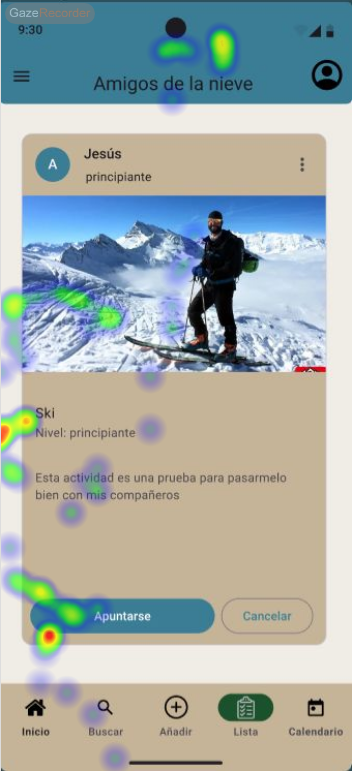 GazeRecorder
9:30
Amigos de la nieve
A
Jesús
principiante
Ski
Nivel: principiante
Esta actividad es una prueba para pasarmelo
bien con mis compañeros
Apuntarse
Cancelar
Inicio
Buscar
Añadir
Lista
Calendario